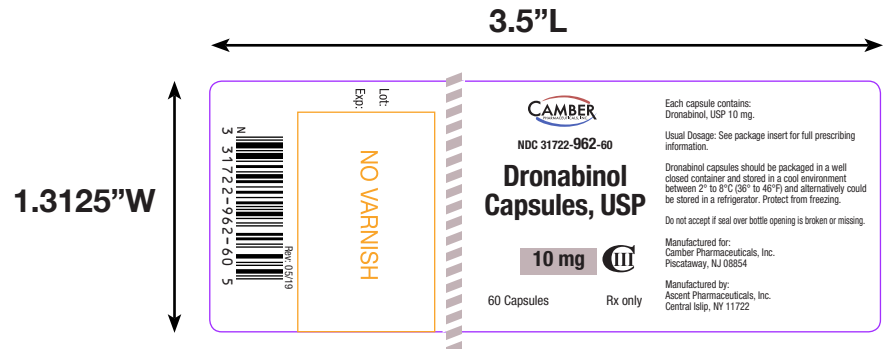 3.5”L
1.3125”W
N
3 31722-962-60 5
Rev: 05/19
Lot:
Exp:
NO VARNISH
CAMBER
PHARMACEUTICALS, INC.
NDC 31722-962-60
Dronabinol
Capsules, USP
10 mg CIII
60 Capsules Rx only
Each capsule contains:
Dronabinol, USP 10 mg.
Usual Dosage: See package insert for full prescribing
information.
Dronabinol capsules should be packaged in a well
closed container and stored in a cool environment
between 2° to 8°C (36° to 46°F) and alternatively could
be stored in a refrigerator. Protect from freezing.
Do not accept if seal over bottle opening is broken or missing.
Manufactured for:
Camber Pharmaceuticals, Inc.
Piscataway, NJ 08854
Manufactured by:
Ascent Pharmaceuticals, Inc.
Central Islip, NY 11722